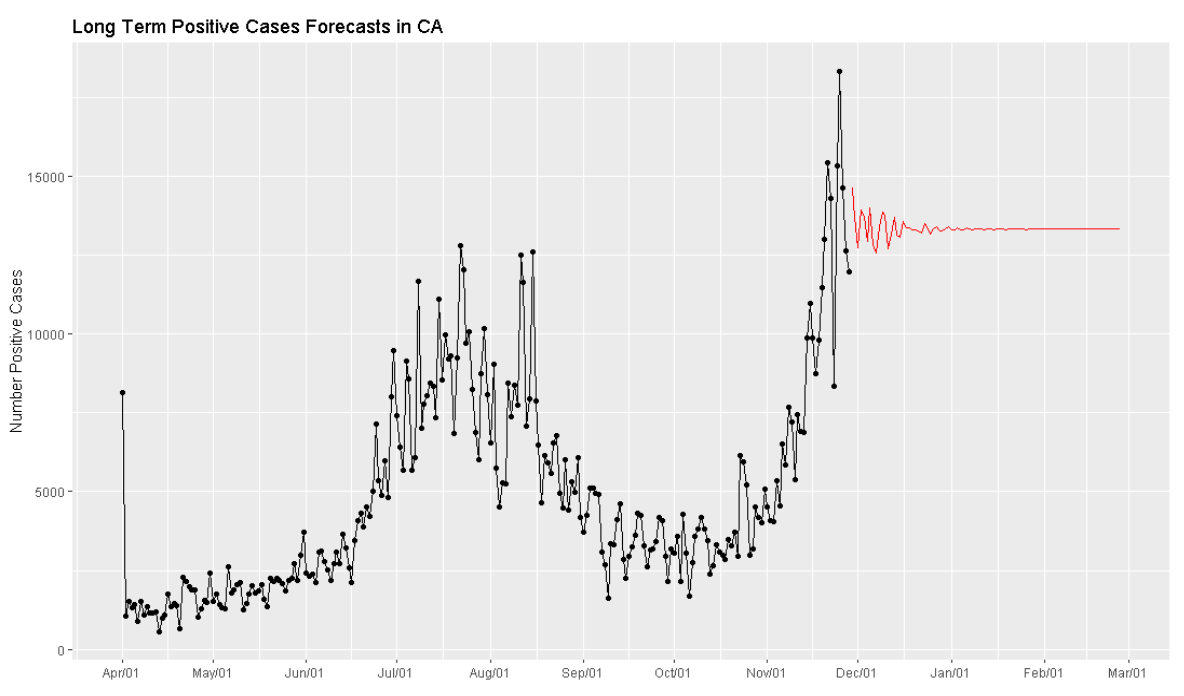 Long Term Positive Cases Forecasts in CA
Number Positive Cases
15000
10000
5000
0
Apr/01 May/01 Jun/01 Jul/01 Aug/01 Sep/01 Oct/01 Nov/01 Dec/01 Jan/01 Feb/01 Mar/01